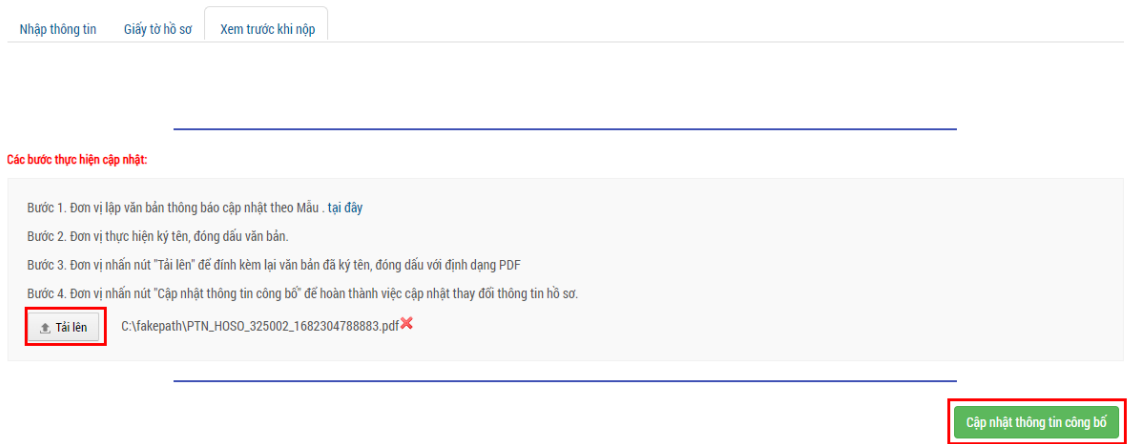 Nhập thông tin Giấy tờ hồ sơ Xem trước khi nộp
Các bước thực hiện cập nhật:
Bước 1. Đơn vị lập văn bản thông báo cập nhật theo Mẫu . tại đây
Bước 2. Đơn vị thực hiện ký tên, đóng dấu văn bản.
Bước 3. Đơn vị nhấn nút "Tải lên" để đính kèm lại văn bản đã ký tên, đóng dấu với định dạng PDF
Bước 4. Đơn vị nhấn nút "Cập nhật thông tin công bố" để hoàn thành việc cập nhật thay đổi thông tin hồ sơ.
Tải lên C:\fakepath\PTN_HOSO_325002_1682304788883.pdf
Cập nhật thông tin công bố